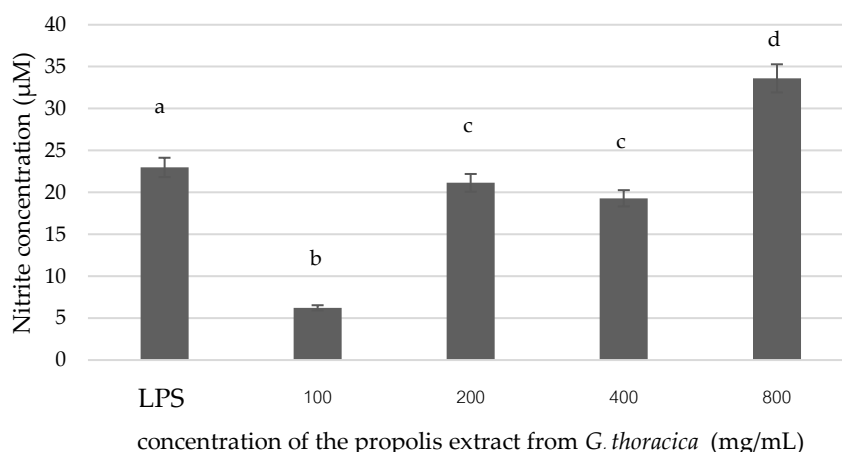 40
35
30
25
20
15
10
5
0
Nitrite concentration (µM)
a
b
c
c
d
LPS 100 200 400 800
concentration of the propolis extract from G. thoracica (mg/mL)